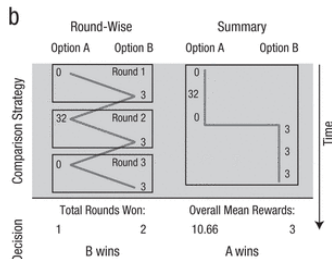 b
Round-Wise Summary
Option A Option B Option A Option B
Comparison Strategy
0 Round 1
3
32 Round 2
3
0 Round 3
3
0
32
0
3
3
3
Time
Decision
Total Rounds Won: Overall Mean Rewards:
1 2 10.66 3
B wins A wins